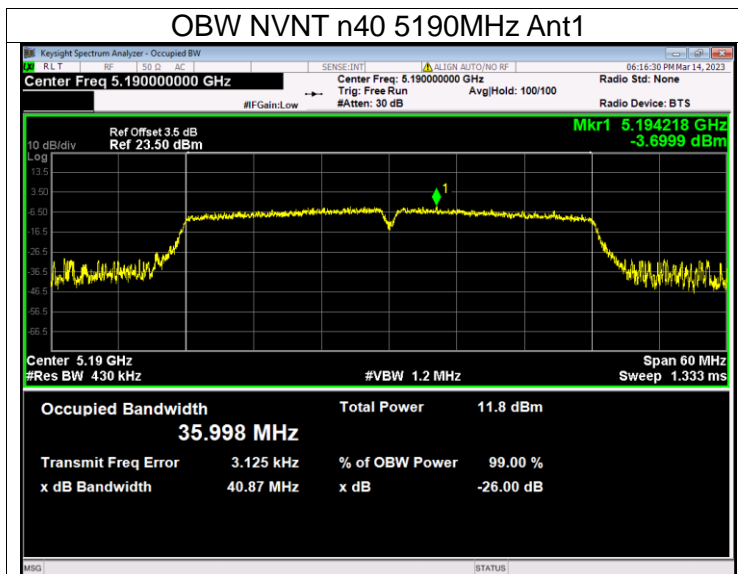 OBW NVNT n40 5190MHz Ant1
Keysight Spectrum Analyzer - Occupied BW
LXI RL T RF 50 Ω AC SENSE:INT ALIGN AUTO/NO RF 06:16:30 PM Mar 14, 2023
Center Freq 5.190000000 GHz Center Freq: 5.190000000 GHz Radio Std: None
Trig: Free Run Avg|Hold: 100/100
#IFGain:Low #Atten: 30 dB Radio Device: BTS
Mkr1 5.194218 GHz
-3.6999 dBm
Ref Offset 3.5 dB
10 dB/div Ref 23.50 dBm
Log
13.5
3.50
-6.50
-16.5
-26.5
-36.5
-46.5
-56.5
-66.5
1
Center 5.19 GHz Span 60 MHz
#Res BW 430 kHz #VBW 1.2 MHz Sweep 1.333 ms
Occupied Bandwidth Total Power 11.8 dBm
35.998 MHz
Transmit Freq Error 3.125 kHz % of OBW Power 99.00 %
x dB Bandwidth 40.87 MHz x dB -26.00 dB
MSG STATUS